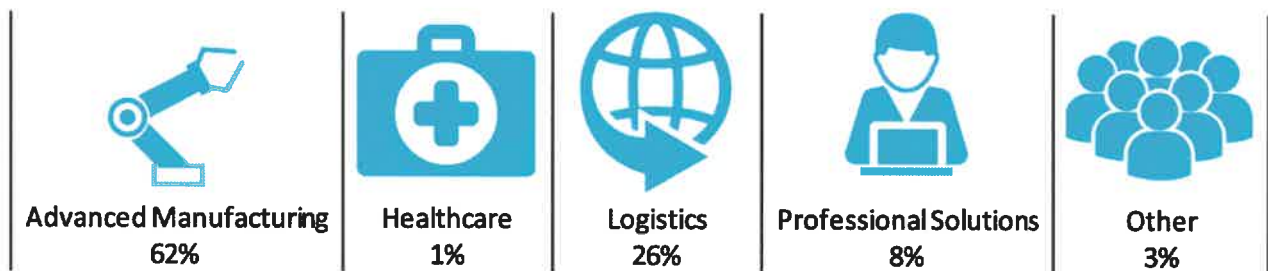 Advanced Manufacturing
62%
Healthcare
1%
Logistics
26%
Professional Solutions
8%
Other
3%